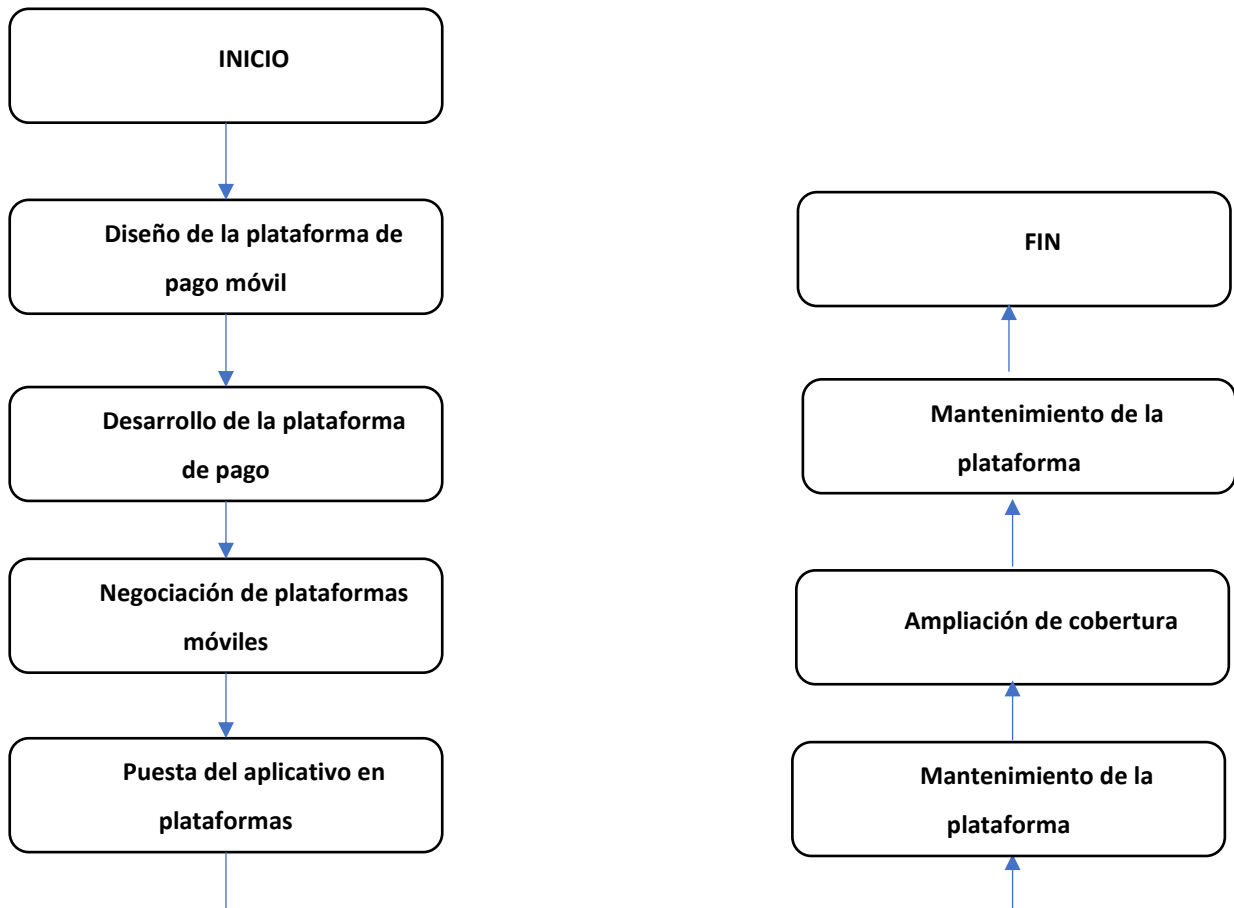 INICIO
Diseño de la plataforma de
pago móvil
Desarrollo de la plataforma
de pago
Negociación de plataformas
móviles
Puesta del aplicativo en
plataformas
FIN
Mantenimiento de la
plataforma
Ampliación de cobertura
Mantenimiento de la
plataforma